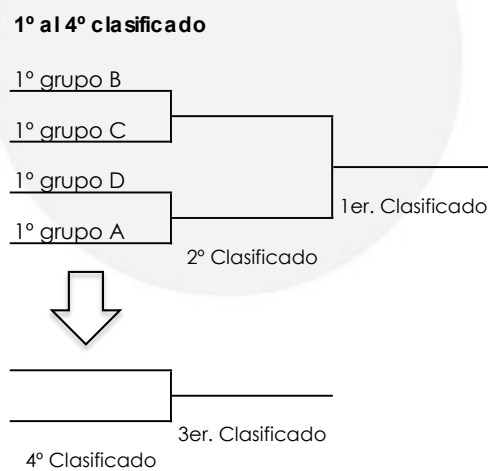 1º al 4º clasificado
1º grupo B
1º grupo C
1º grupo D
1er. Clasificado
1º grupo A
2º Clasificado
3er. Clasificado
4º Clasificado